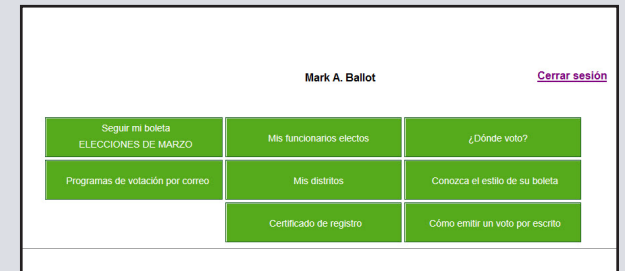 Mark A. Ballot
Cerrar sesión
Seguir mi boleta
ELECCIONES DE MARZO
Mis funcionarios electos
¿Dónde voto?
Programas de votación por correo
Mis distritos
Conozca el estilo de su boleta
Certificado de registro
Cómo emitir un voto por escrito